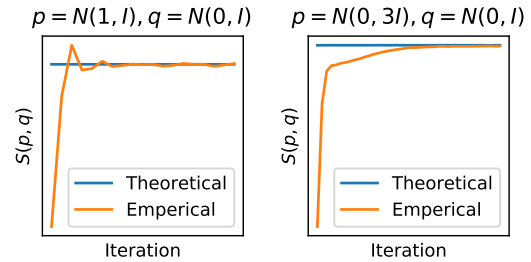 p = N(1, I), q = N(0, I)
S(p, q)
Theoretical
Emperical
Iteration
p = N(0, 3I), q = N(0, I)
S(p, q)
Theoretical
Emperical
Iteration